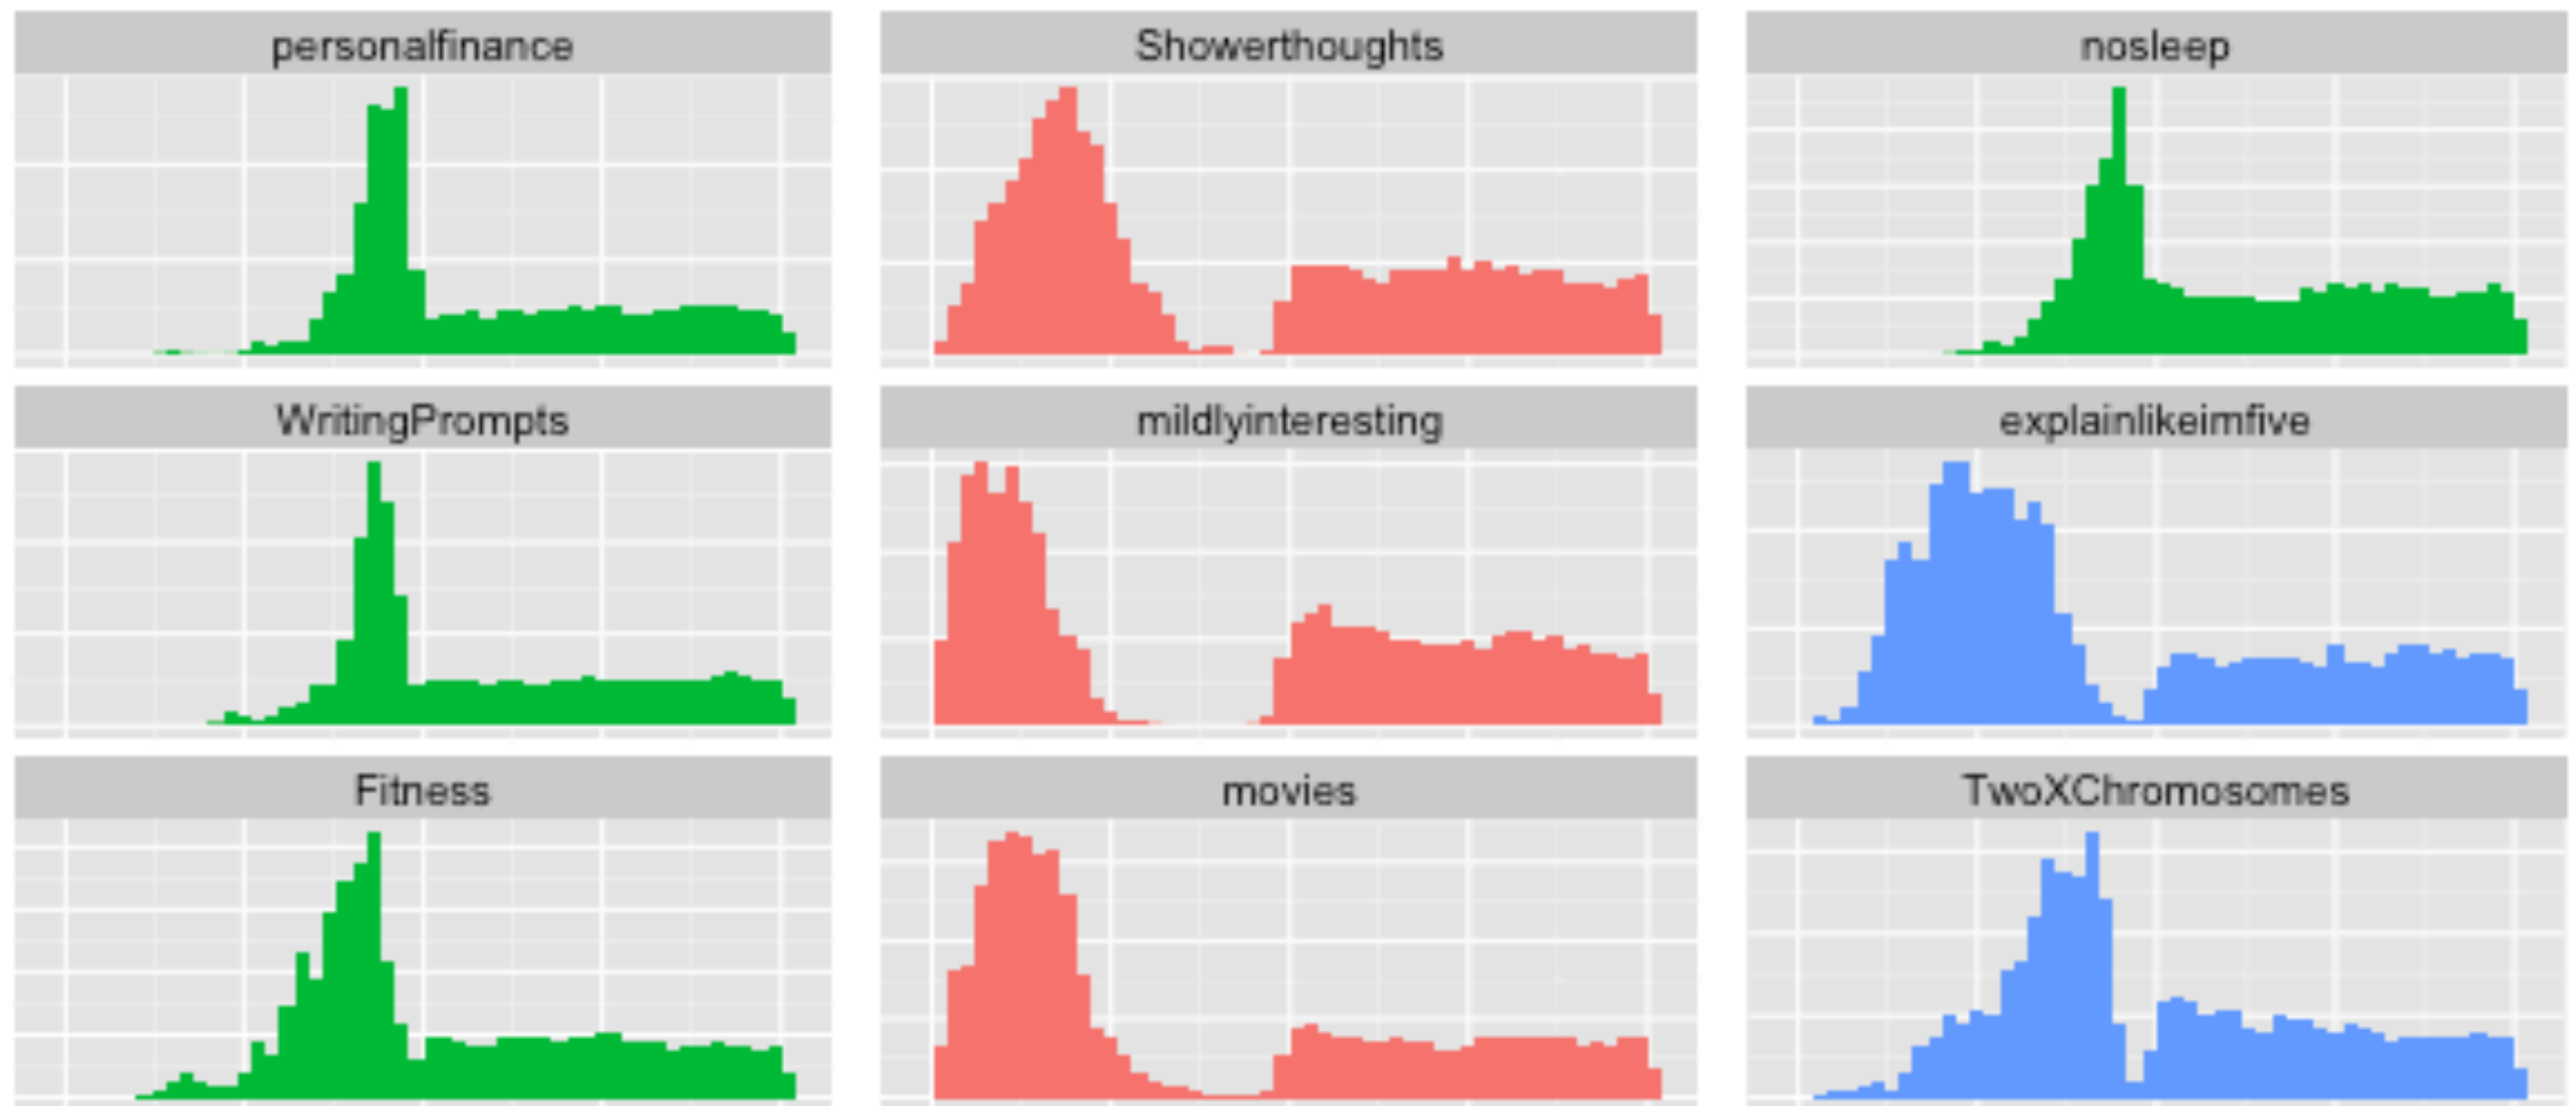 personalfinance
Showerthoughts
nosleep
WritingPrompts
mildlyinteresting
explainlikeimfive
Fitness
movies
TwoXChromosomes